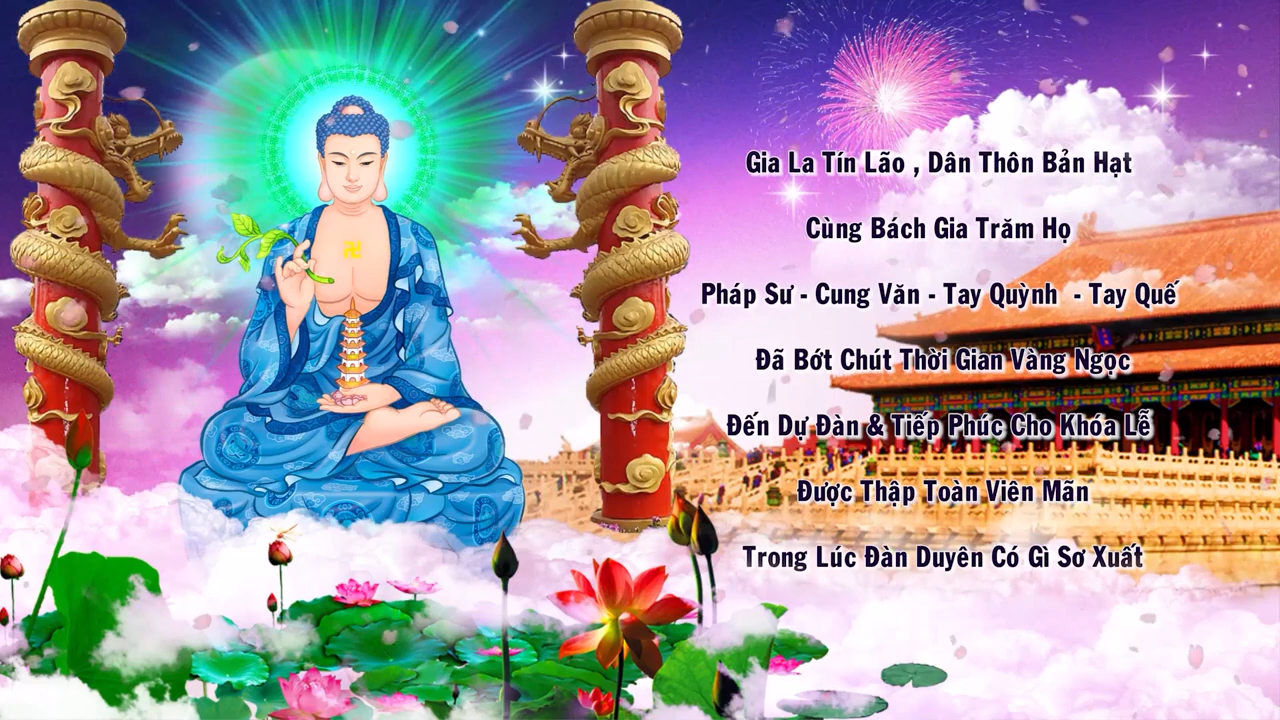 Gia La Tín Lão , Dân Thôn Bản Hạt
Cùng Bách Gia Trăm Họ
Pháp Sư - Cung Văn - Tay Quỳnh - Tay Quế
Đã Bớt Chút Thời Gian Vàng Ngọc
Đến Dự Đàn & Tiếp Phúc Cho Khóa Lễ
Được Thập Toàn Viên Mãn
Trong Lúc Đàn Duyên Có Gì Sơ Xuất
卍